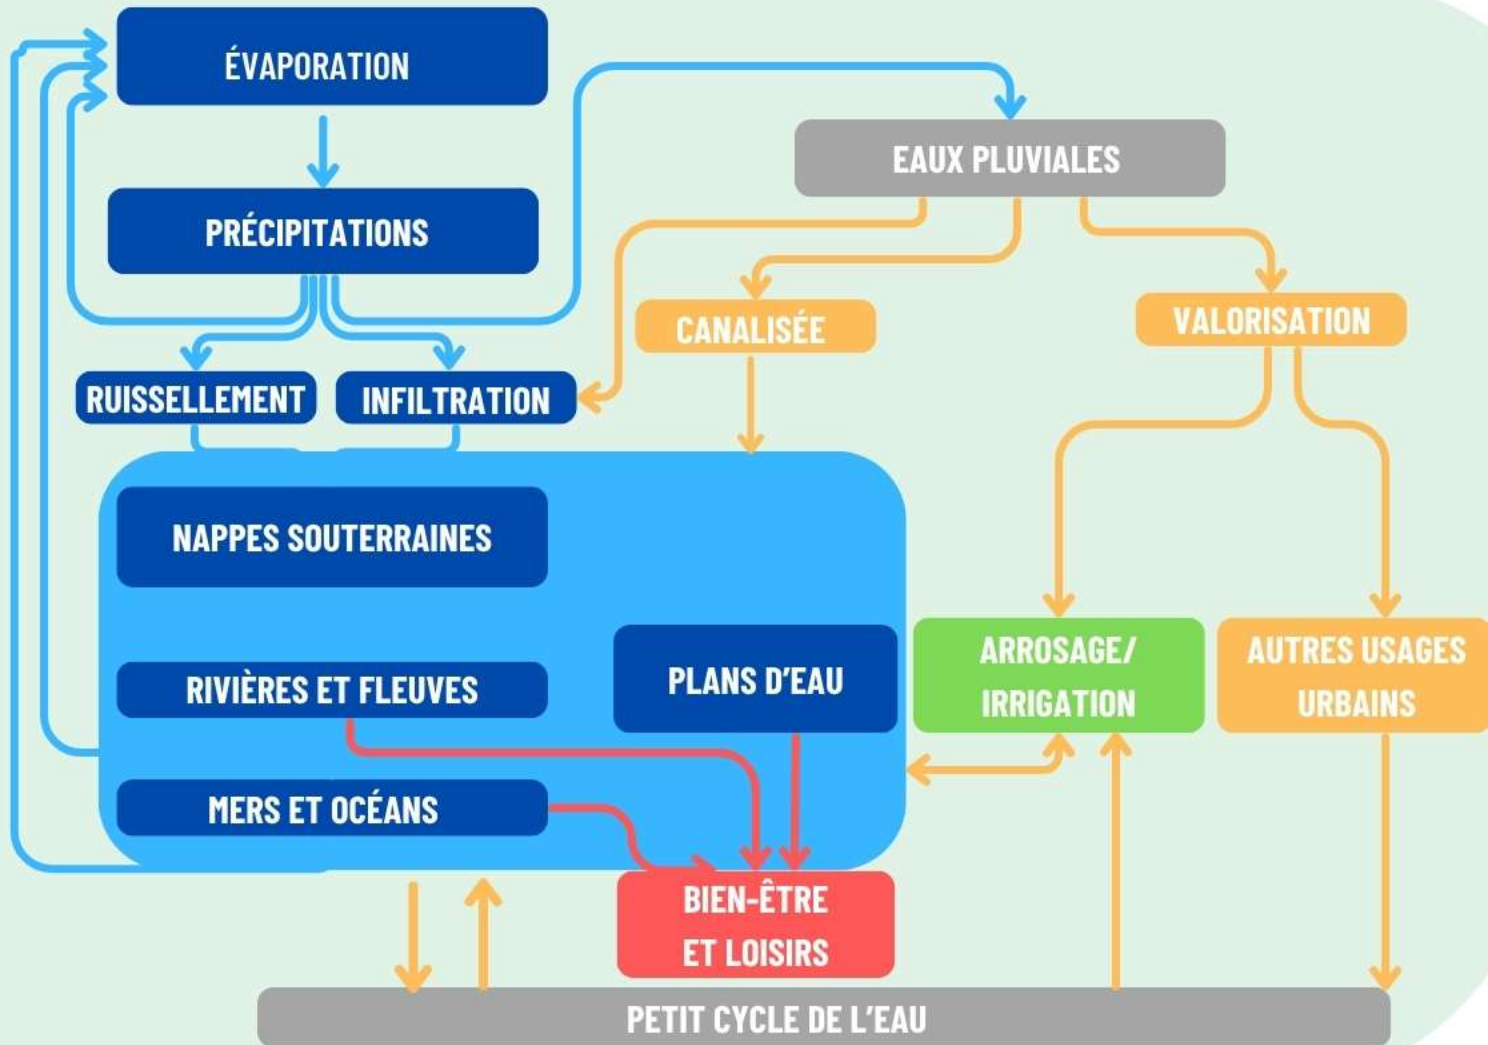 ÉVAPORATION
EAUX PLUVIALES
PRÉCIPITATIONS
CANALISÉE
VALORISATION
RUISSELLEMENT
INFILTRATION
NAPPES SOUTERRAINES
RIVIÈRES ET FLEUVES
PLANS D'EAU
ARROSAGE/
IRRIGATION
AUTRES USAGES
URBAINS
MERS ET OCÉANS
BIEN-ÊTRE
ET LOISIRS
PETIT CYCLE DE L'EAU